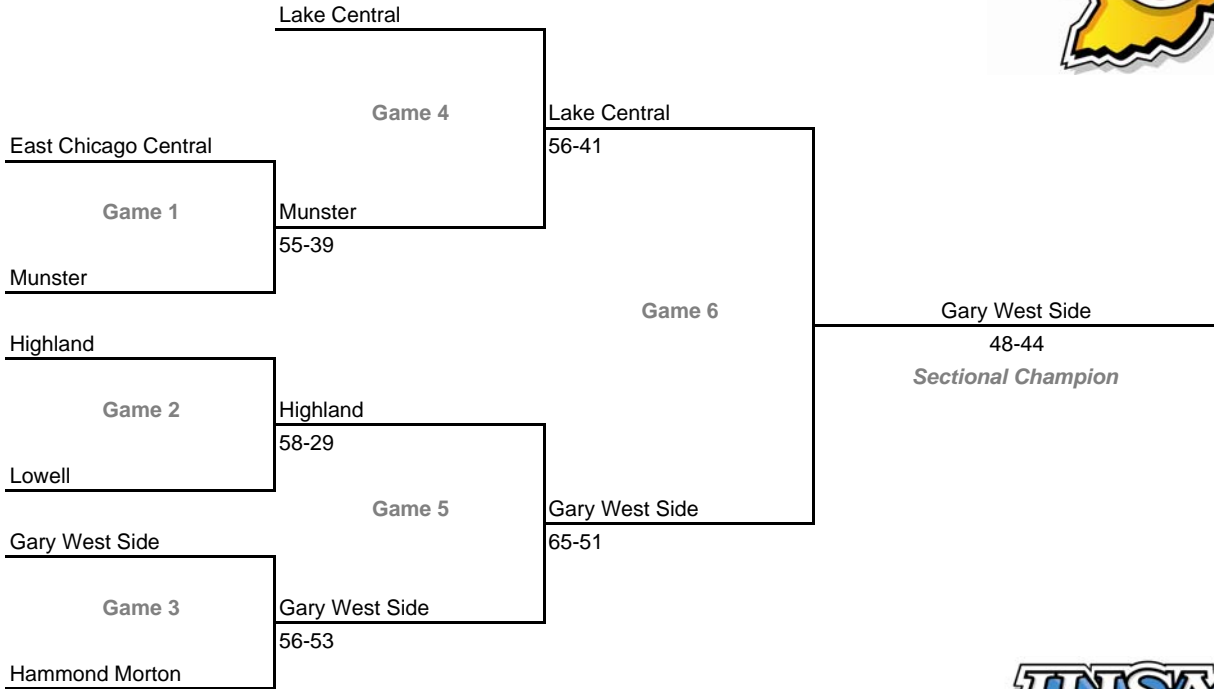 Lake Central
Game 4
Lake Central
East Chicago Central
56-41
Game 1
Munster
55-39
Munster
Game 6
Gary West Side
Highland
48-44
Sectional Champion
Game 2
Highland
58-29
Lowell
Game 5
Gary West Side
Gary West Side
65-51
Game 3
Gary West Side
56-53
Hammond Morton